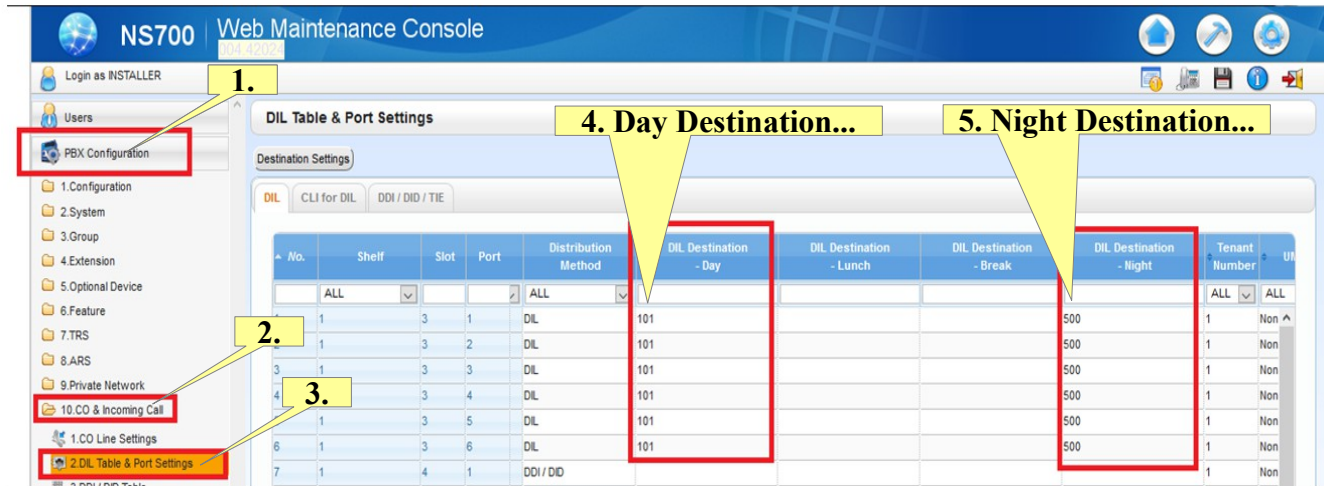 NS700 Web Maintenance Console
004.42024
Login as INSTALLER
1.
Users
PBX Configuration
1.Configuration
2.System
3.Group
4.Extension
5.Optional Device
6.Feature
7.TRS
8.ARS
9.Private Network
10.CO & Incoming Call
1.CO Line Settings
2.DIL Table & Port Settings
2.
3.
DIL Table & Port Settings
4. Day Destination...
5. Night Destination...
Destination Settings
DIL CLI for DIL DDI / DID / TIE
No. Shelf Slot Port Distribution Method DIL Destination - Day DIL Destination - Lunch DIL Destination - Break DIL Destination - Night Tenant Number UM
ALL ALL ALL ALL
1 3 1 DIL 101 500 1 Non
1 3 2 DIL 101 500 1 Non
3 1 3 3 DIL 101 500 1 Non
4 1 3 4 DIL 101 500 1 Non
1 3 5 DIL 101 500 1 Non
6 1 3 6 DIL 101 500 1 Non
7 1 4 1 DDI / DID 1 Non